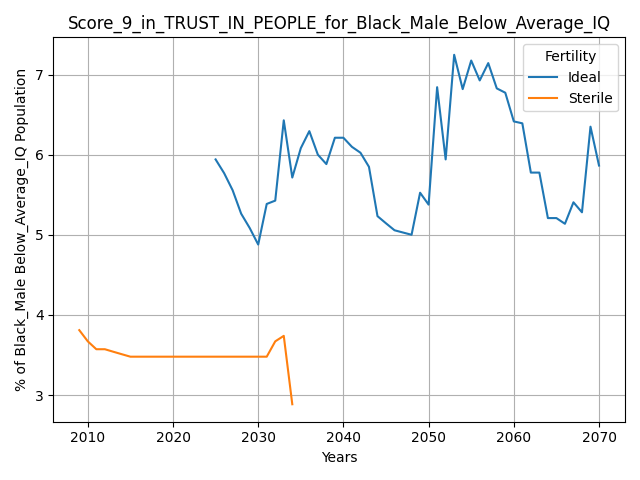 Score_9_in_TRUST_IN_PEOPLE_for_Black_Male_Below_Average_IQ
% of Black_Male Below_Average_IQ Population
7
6
5
4
3
Fertility
Ideal
Sterile
2010 2020 2030 2040 2050 2060 2070
Years